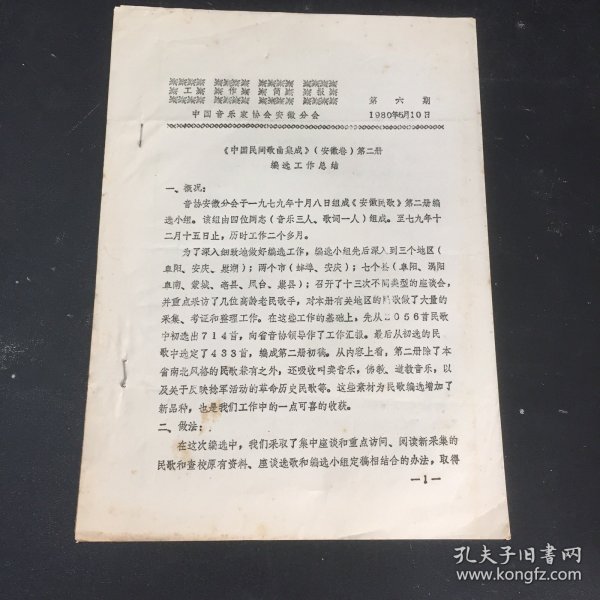 工作简报
第六期
中国音乐家协会安徽分会
1980年5月10日
《中国民间歌曲集成》（安徽卷）第二册
编选工作总结
一、概况：
音协安徽分会于一九七九年十月八日组成《安徽民歌》第二册编
选小组。该组由四位同志（音乐三人、歌词一人）组成。至七九年十
二月十五日止，历时工作二个多月。
为了深入细致地做好编选工作，编选小组先后深入到三个地区（
阜阳、安庆、巢湖）；两个市（蚌埠、安庆）；七个县（阜阳、涡阳
阜南、蒙城、亳县、凤台、巢县）；召开了十三次不同类型的座谈会，
并重点采访了几位高龄老民歌手，对本册有关地区的民歌做了大量的
采集、考证和整理工作。在这些工作的基础上，先从2056首民歌
中初选出714首，向省音协领导作了工作汇报。最后从初选的民
歌中选定了433首，编成第二册初稿。从内容上看，第二册除了本
省南北风格的民歌兼有之外，还吸收叫卖音乐，佛教、道教音乐，以
及关于反映捻军活动的革命历史民歌等。这些素材为民歌编选增加了
新品种，也是我们工作中的一点可喜的收获。
二、做法：
在这次编选中，我们采取了集中座谈和重点访问、阅读新采集的
民歌和查校原有资料、座谈选歌和编选小组定稿相结合的办法，取得
—1—
孔夫子旧书网
www.kongfz.com